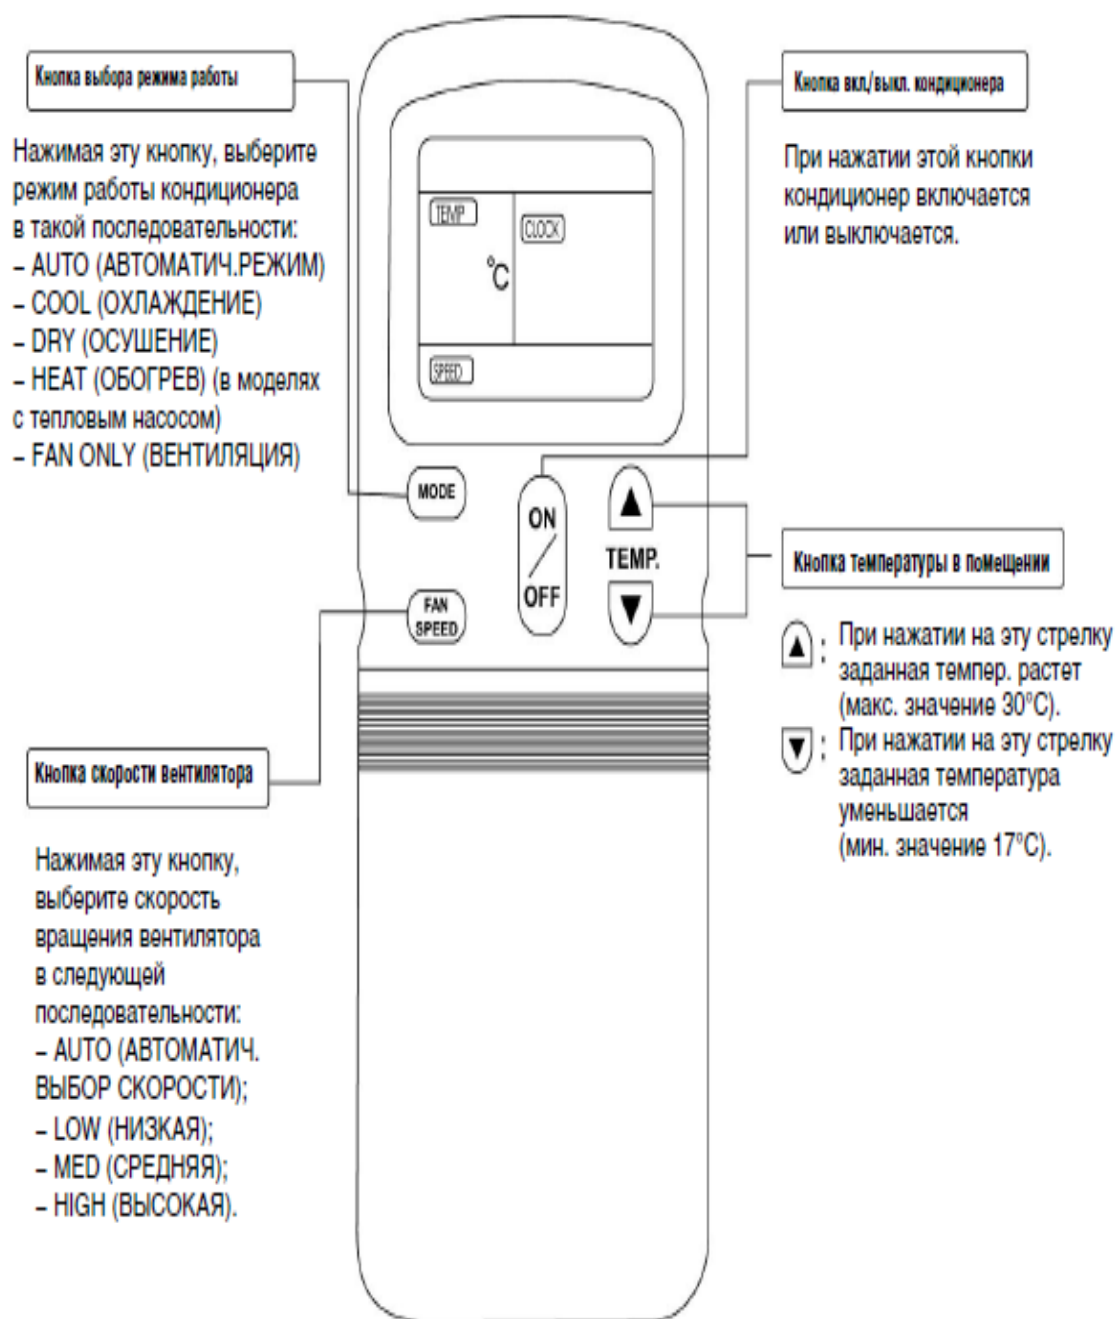 Кнопка выбора режима работы
Нажимая эту кнопку, выберите
режим работы кондиционера
в такой последовательности:
– AUTO (АВТОМАТИЧ.РЕЖИМ)
– COOL (ОХЛАЖДЕНИЕ)
– DRY (ОСУШЕНИЕ)
– HEAT (ОБОГРЕВ) (в моделях
с тепловым насосом)
– FAN ONLY (ВЕНТИЛЯЦИЯ)
Кнопка скорости вентилятора
Нажимая эту кнопку,
выберите скорость
вращения вентилятора
в следующей
последовательности:
– AUTO (АВТОМАТИЧ.
ВЫБОР СКОРОСТИ);
– LOW (НИЗКАЯ);
– MED (СРЕДНЯЯ);
– HIGH (ВЫСОКАЯ).
TEMP
CLOCK
°C
SPEED
MODE
ON
OFF
▲
TEMP.
▼
FAN
SPEED
Кнопка вкл./выкл. кондиционера
При нажатии этой кнопки
кондиционер включается
или выключается.
Кнопка температуры в помещении
▲ : При нажатии на эту стрелку
заданная темпер. растет
(макс. значение 30°C).
▼ : При нажатии на эту стрелку
заданная температура
уменьшается
(мин. значение 17°C).